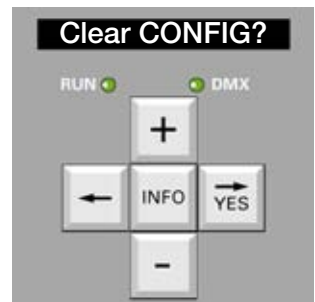 Clear CONFIG?
RUN DMX
+
← INFO → YES
-